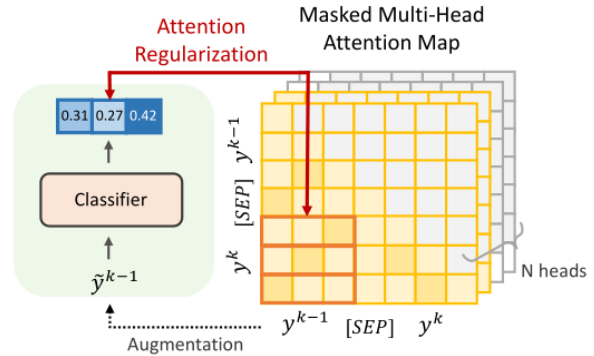 Attention
Regularization
Masked Multi-Head
Attention Map
0.31 0.27 0.42
Classifier
ỹ^{k-1}
Augmentation
y^{k-1}
[SEP]
y^k
y^{k-1} [SEP] y^k
N heads